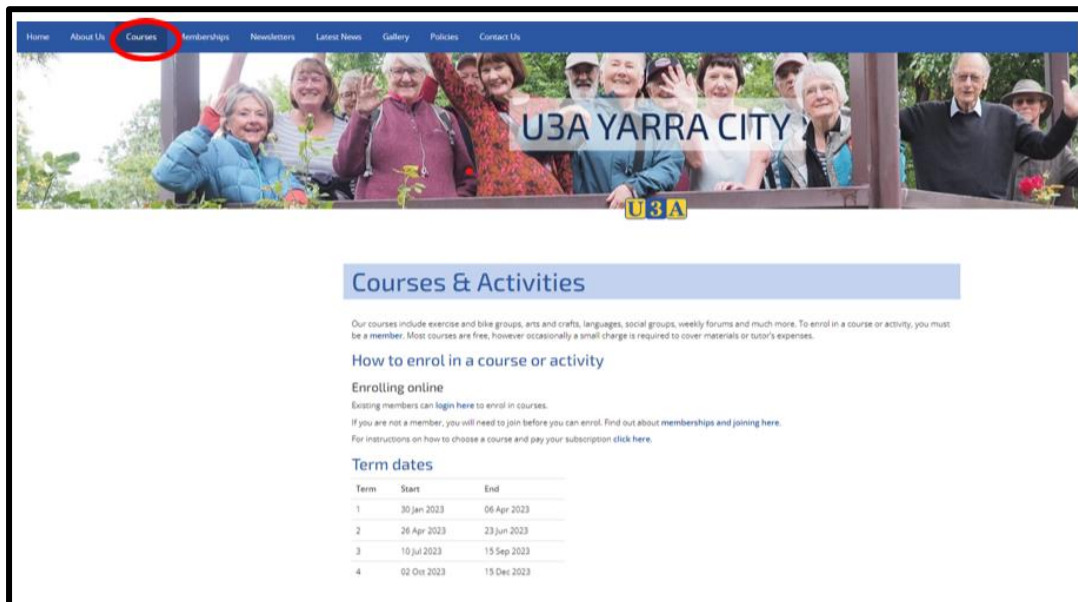 Home About Us Courses Memberships Newsletters Latest News Gallery Policies Contact Us
U3A YARRA CITY
U3A
Courses & Activities
Our courses include exercise and bike groups, arts and crafts, languages, social groups, weekly forums and much more. To enrol in a course or activity, you must
be a member. Most courses are free, however occasionally a small charge is required to cover materials or tutor's expenses.
How to enrol in a course or activity
Enrolling online
Existing members can login here to enrol in courses.
If you are not a member, you will need to join before you can enrol. Find out about memberships and joining here.
For instructions on how to choose a course and pay your subscription click here.
Term dates
Term Start End
1 30 Jan 2023 06 Apr 2023
2 26 Apr 2023 23 Jun 2023
3 10 Jul 2023 15 Sep 2023
4 02 Oct 2023 15 Dec 2023